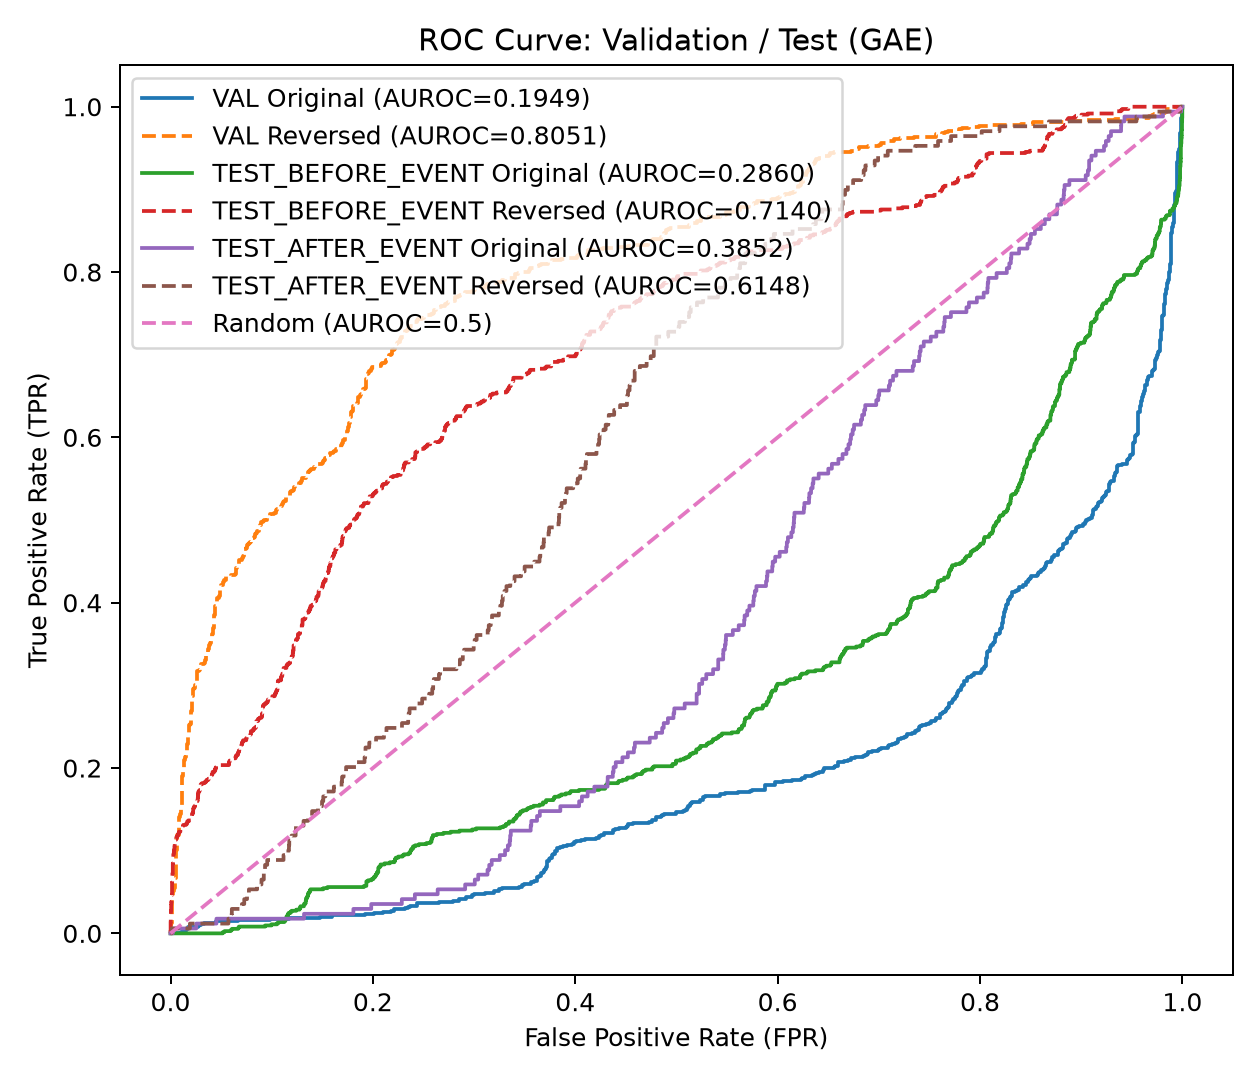 ROC Curve: Validation / Test (GAE)
VAL Original (AUROC=0.1949)
VAL Reversed (AUROC=0.8051)
TEST_BEFORE_EVENT Original (AUROC=0.2860)
TEST_BEFORE_EVENT Reversed (AUROC=0.7140)
TEST_AFTER_EVENT Original (AUROC=0.3852)
TEST_AFTER_EVENT Reversed (AUROC=0.6148)
Random (AUROC=0.5)
True Positive Rate (TPR)
1.0
0.8
0.6
0.4
0.2
0.0
0.0 0.2 0.4 0.6 0.8 1.0
False Positive Rate (FPR)